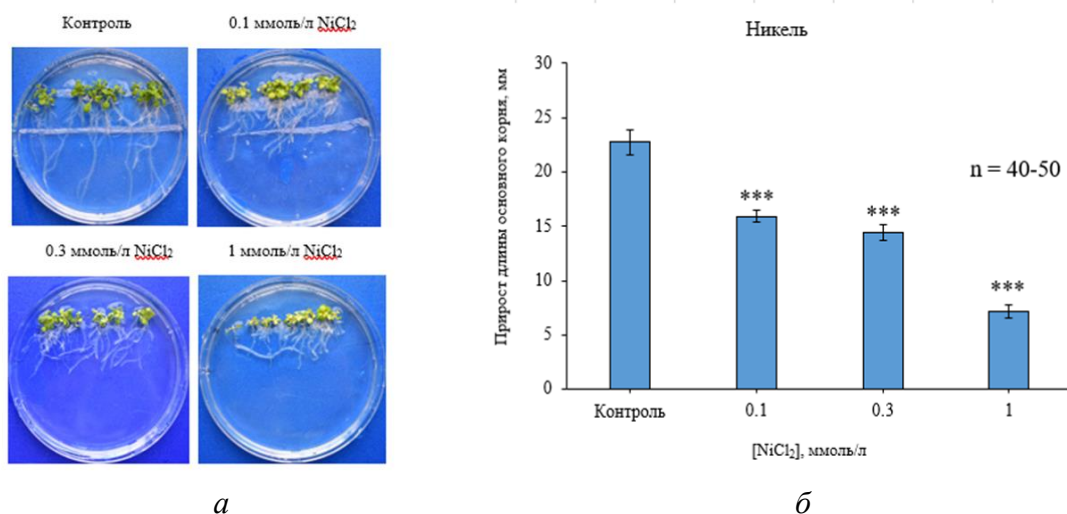 Контроль
0.1 ммоль/л NiCl₂
0.3 ммоль/л NiCl₂
1 ммоль/л NiCl₂
а
Никель
Прирост длины основного корня, мм
30
25
20
15
10
5
0
n = 40-50
***
***
***
Контроль
0.1
0.3
1
[NiCl₂], ммоль/л
б